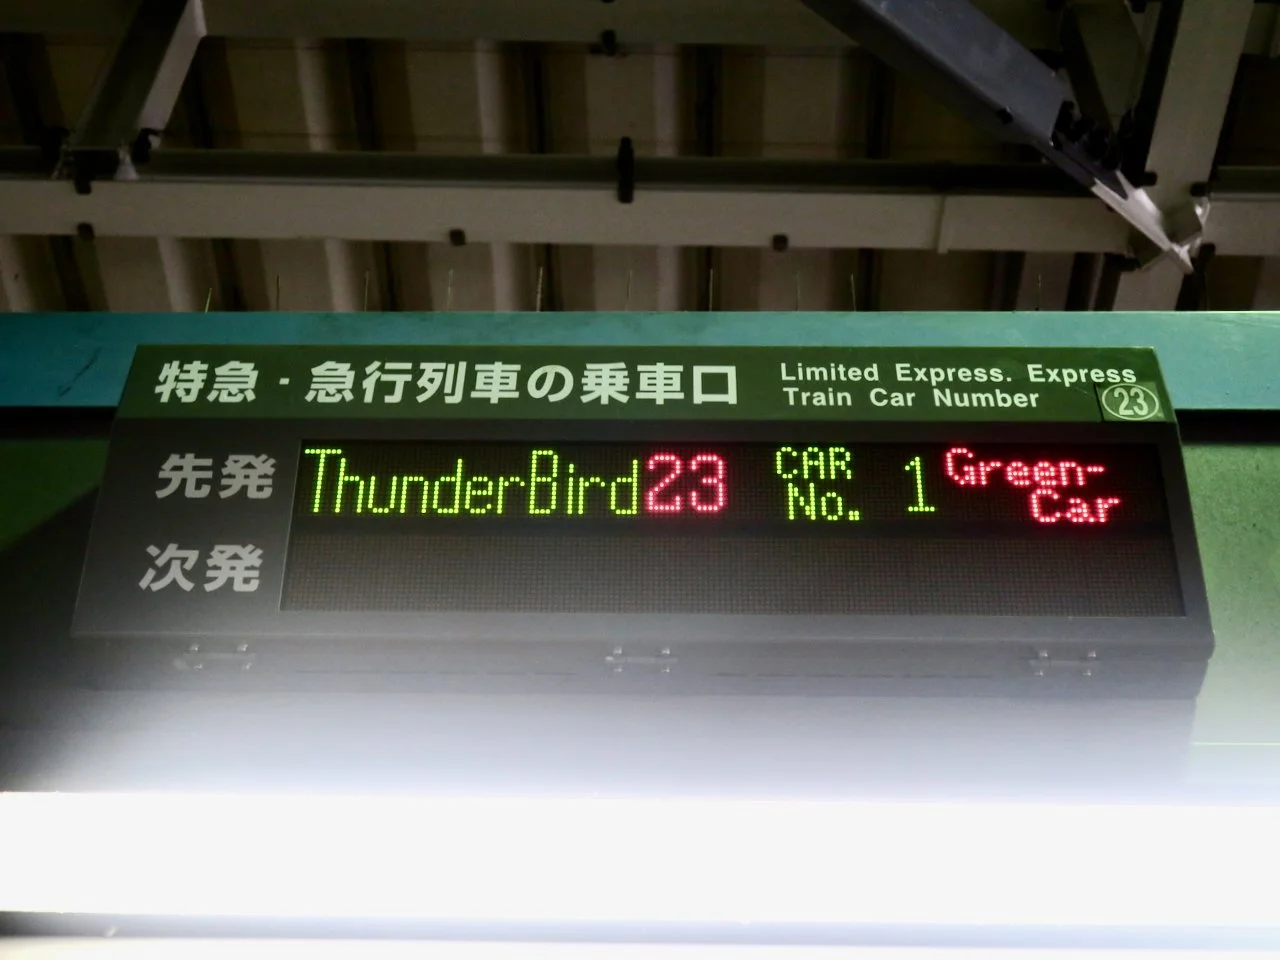 特急・急行列車の乗車口
Limited Express. Express
Train Car Number
23
先発
ThunderBird23 CAR No. 1 Green-Car
次発